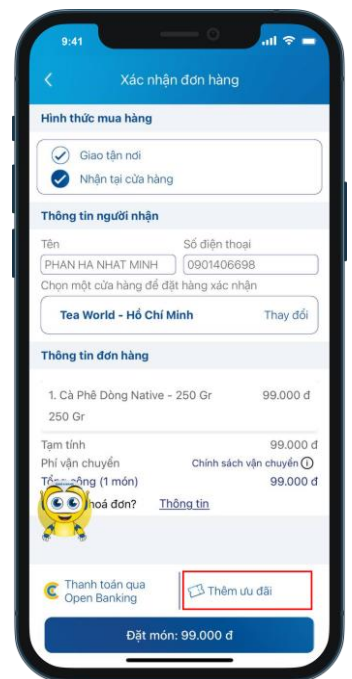 9:41
Xác nhận đơn hàng
Hình thức mua hàng
Giao tận nơi
Nhận tại cửa hàng
Thông tin người nhận
Tên Số điện thoại
PHAN HA NHAT MINH 0901406698
Chọn một cửa hàng để đặt hàng xác nhận
Tea World - Hồ Chí Minh Thay đổi
Thông tin đơn hàng
1. Cà Phê Dòng Native - 250 Gr 99.000 đ
250 Gr
Tạm tính 99.000 đ
Phí vận chuyển Chính sách vận chuyển
Tổng cộng (1 món) 99.000 đ
hoá đơn? Thông tin
Thanh toán qua
Open Banking
Thêm ưu đãi
Đặt món: 99.000 đ